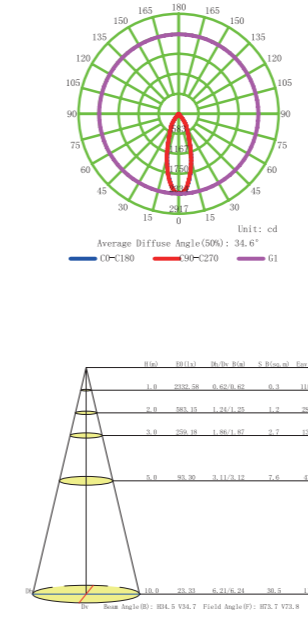 180
165 165
150 150
135 135
120 120
105 105
90 90
75 75
60 60
45 45
30 30
15 15
0
583
1167
1750
2917
Unit: cd
Average Diffuse Angle(50%): 34.6°
C0-C180 C90-C270 G1
H(m) E0(lx) Dh/Dv D(m) S D(sq.m)
1.0 2332.58 0.62/0.62 0.3
2.0 583.15 1.24/1.25 1.2
3.0 259.18 1.86/1.87 2.7
5.0 93.30 3.11/3.12 7.6
10.0 23.33 6.21/6.24 30.5
Dh
Dv Beam Angle(B): H34.5 V34.7 Field Angle(F): H73.7 V73.8